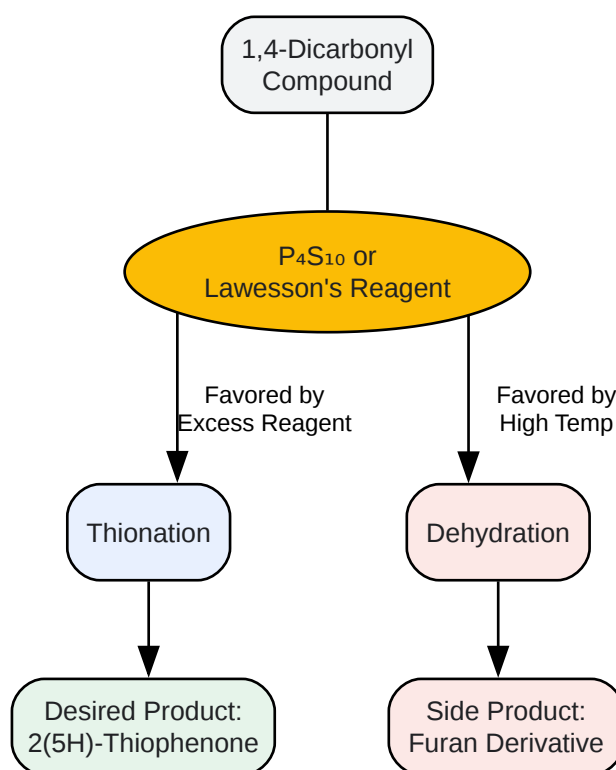 1,4-Dicarbonyl
Compound
P₄S₁₀ or
Lawesson's Reagent
Favored by
Excess Reagent
Favored by
High Temp
Thionation
Dehydration
Desired Product:
2(5H)-Thiophenone
Side Product:
Furan Derivative